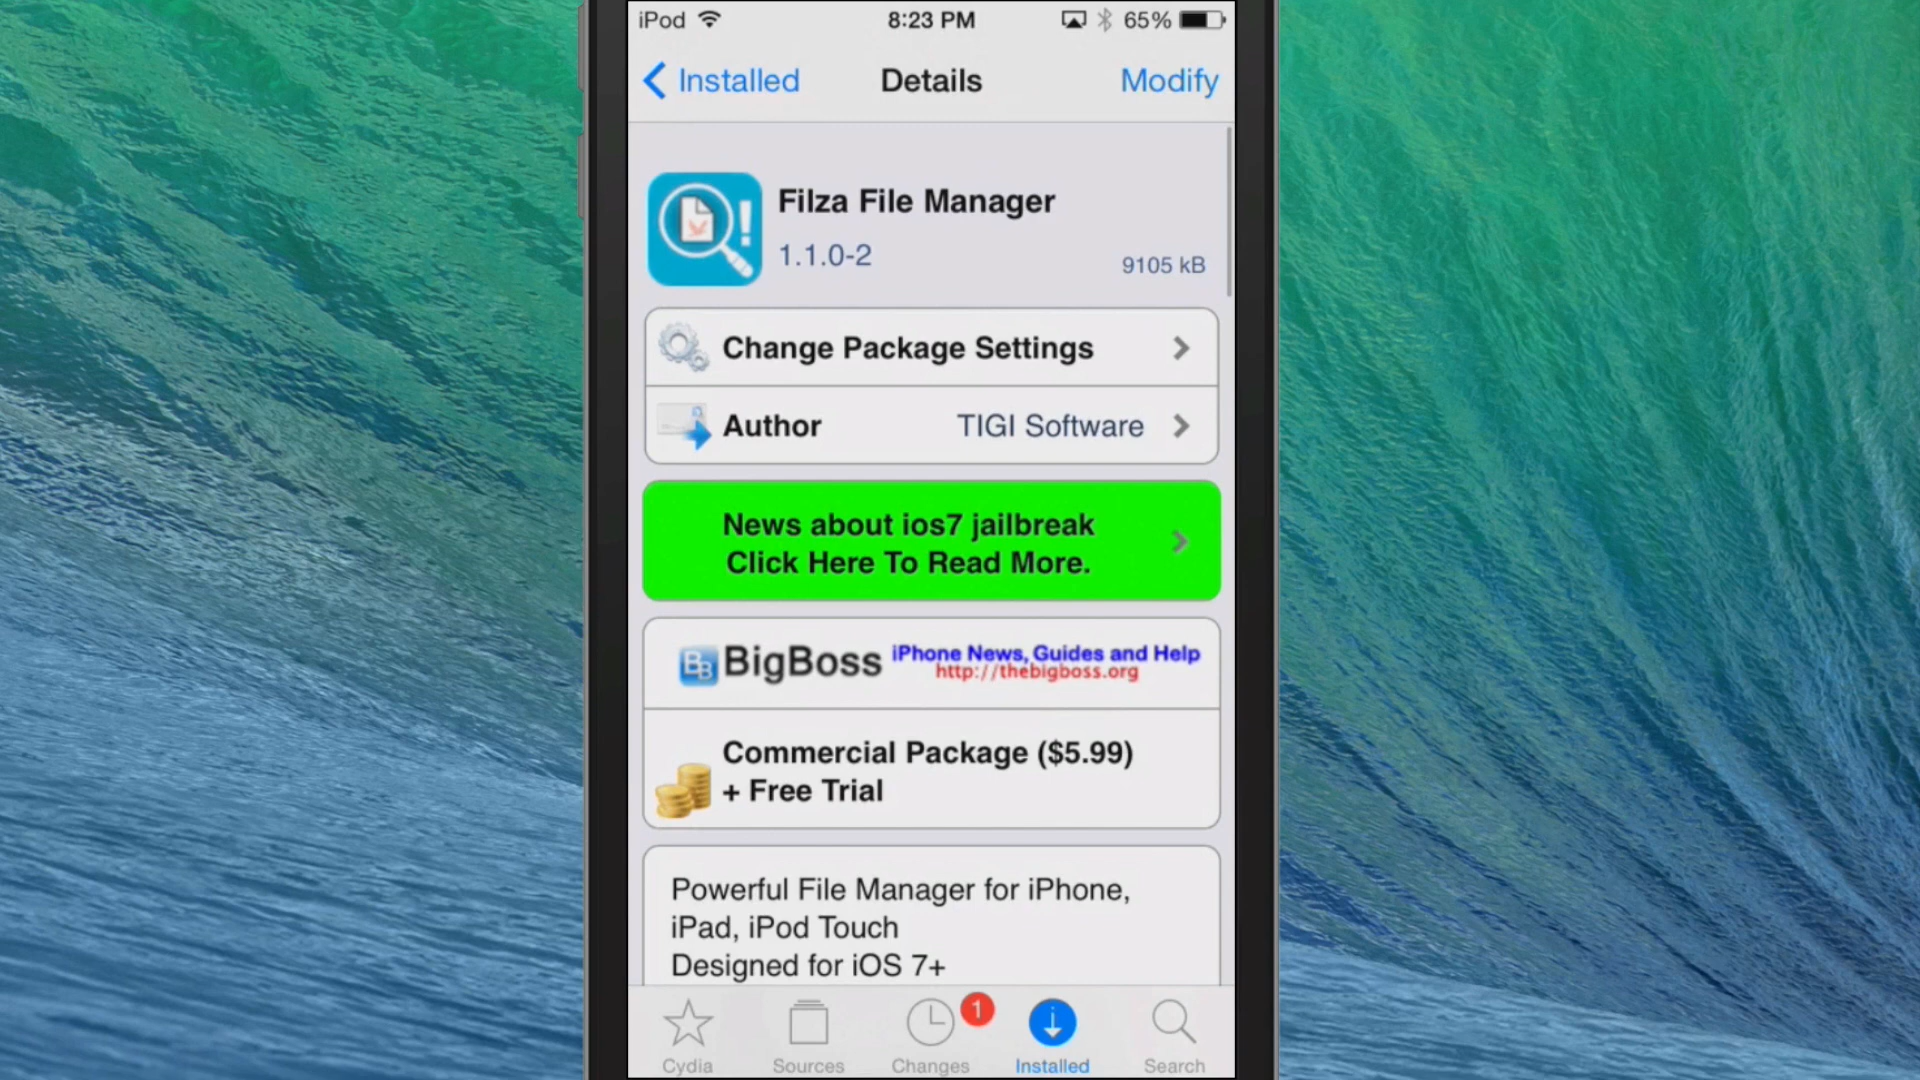 iPod 8:23 PM 65%
Installed Details Modify
Filza File Manager
1.1.0-2
9105 kB
Change Package Settings
Author TIGI Software
News about ios7 jailbreak
Click Here To Read More.
BB BigBoss iPhone News, Guides and Help
http://thebigboss.org
Commercial Package ($5.99)
+ Free Trial
Powerful File Manager for iPhone,
iPad, iPod Touch
Designed for iOS 7+
1
Cydia Sources Changes Installed Search